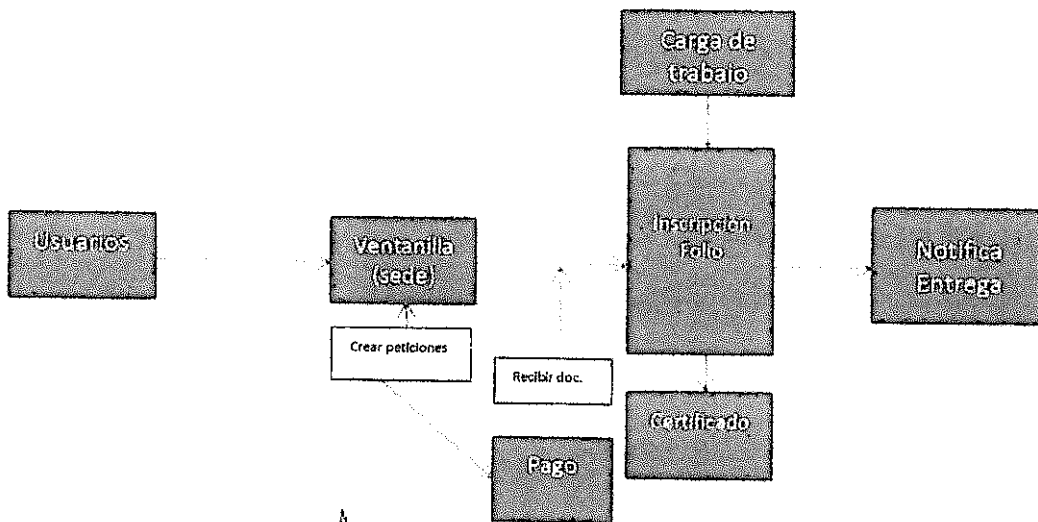 Carga de
trabajo
Usuarios
Ventanilla
(sede)
Inscripción
Folio
Notifica
Entrega
Crear peticiones
Recibir doc.
Certificado
Pago